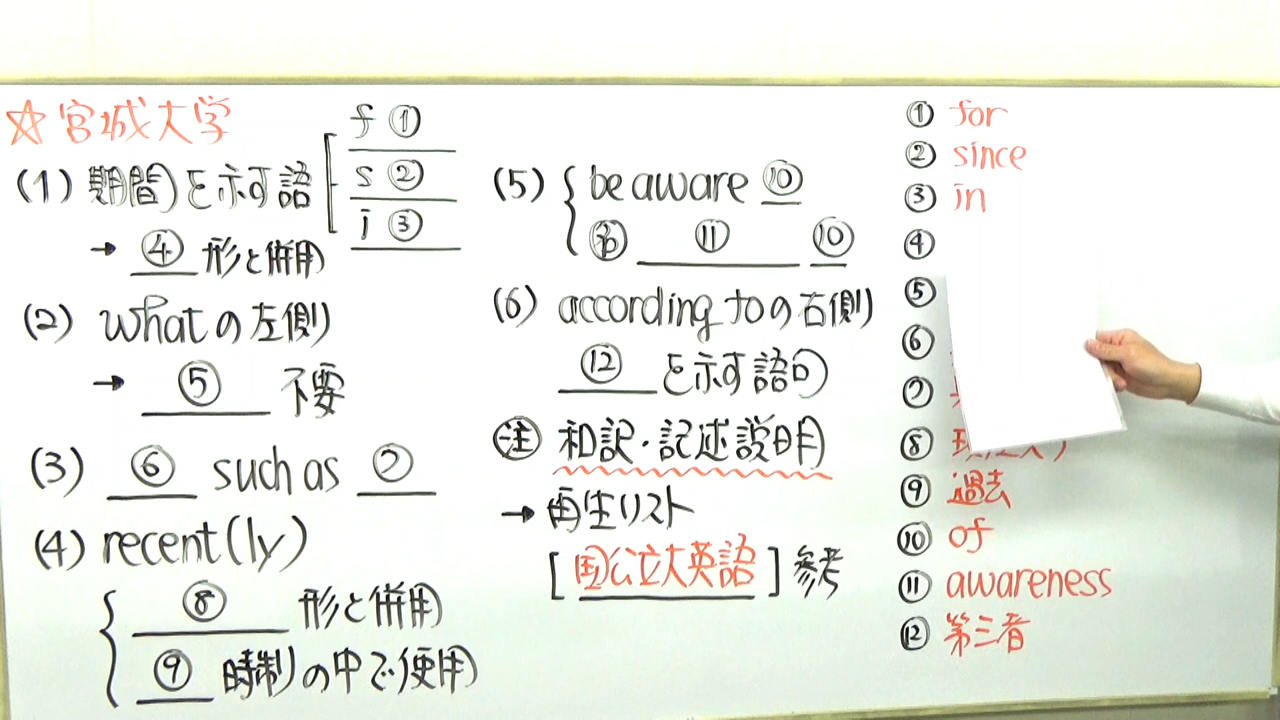 ☆宮城大学
(1) 期間を示す語
f ①
s ②
i ③
→ ④ 形と併用
(2) whatの左側
→ ⑤ 不要
(3) ⑥ such as ⑦
(4) recent(ly)
⑧ 形と併用
⑨ 時制の中で使用
(5) be aware ⑩
⑪ ⑩
(6) according toの右側
⑫ を示す語句
注 和訳・記述説明
→ 再生リスト
[国公立大英語] 参考
① for
② since
③ in
④
⑤
⑥
⑦
⑧
⑨ 過去
⑩ of
⑪ awareness
⑫ 第三者